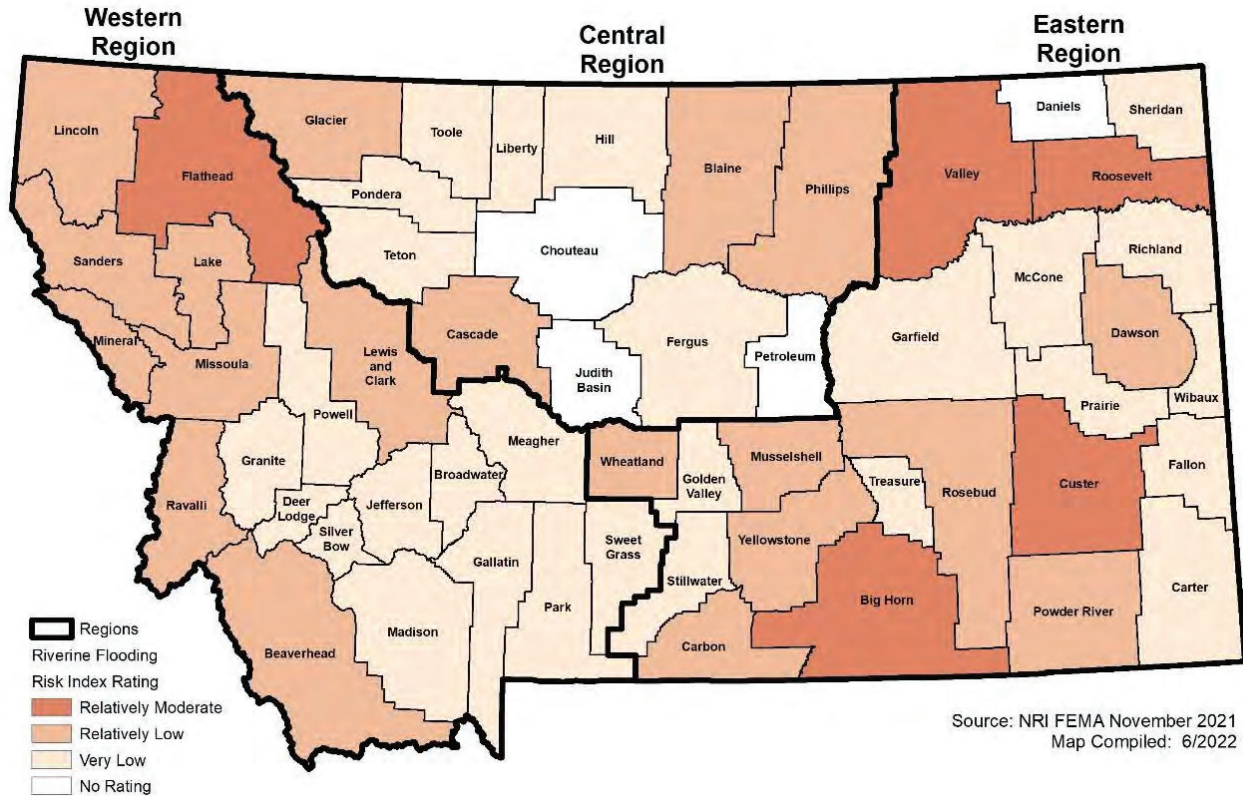 Western
Region
Central
Region
Eastern
Region
Lincoln
Flathead
Glacier
Toole
Liberty
Hill
Blaine
Phillips
Valley
Daniels
Sheridan
Roosevelt
Pondera
Chouteau
Teton
Sanders
Lake
Richland
McCone
Mineral
Missoula
Lewis
and
Clark
Cascade
Fergus
Judith
Basin
Petroleum
Garfield
Dawson
Prairie
Wibaux
Powell
Granite
Meagher
Wheatland
Golden
Valley
Musselshell
Treasure
Rosebud
Custer
Fallon
Ravalli
Deer
Lodge
Silver
Bow
Jefferson
Broadwater
Gallatin
Park
Sweet
Grass
Stillwater
Yellowstone
Big Horn
Carter
Beaverhead
Madison
Carbon
Powder River
Regions
Riverine Flooding
Risk Index Rating
Relatively Moderate
Relatively Low
Very Low
No Rating
Source: NRI FEMA November 2021
Map Compiled: 6/2022